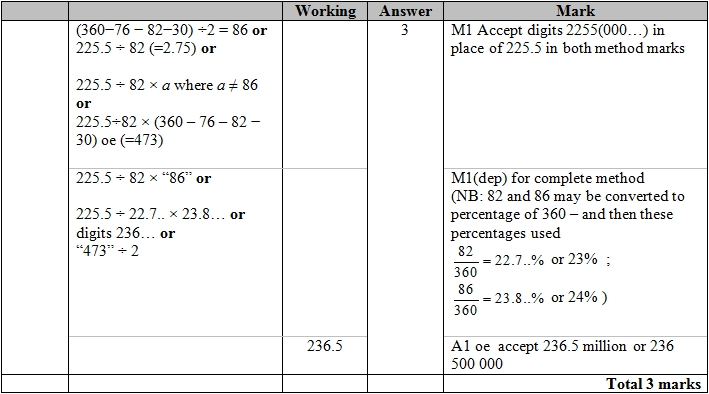 Working Answer Mark
(360–76 – 82–30) ÷2 = 86 or
225.5 ÷ 82 (=2.75) or
225.5 ÷ 82 × a where a ≠ 86
or
225.5÷82 × (360 – 76 – 82 –
30) oe (=473)
3
M1 Accept digits 2255(000…) in
place of 225.5 in both method marks
225.5 ÷ 82 × “86” or
225.5 ÷ 22.7.. × 23.8… or
digits 236… or
“473” ÷ 2
M1(dep) for complete method
(NB: 82 and 86 may be converted to
percentage of 360 – and then these
percentages used
82/360 = 22.7..% or 23% ;
86/360 = 23.8..% or 24% )
236.5
A1 oe accept 236.5 million or 236
500 000
Total 3 marks